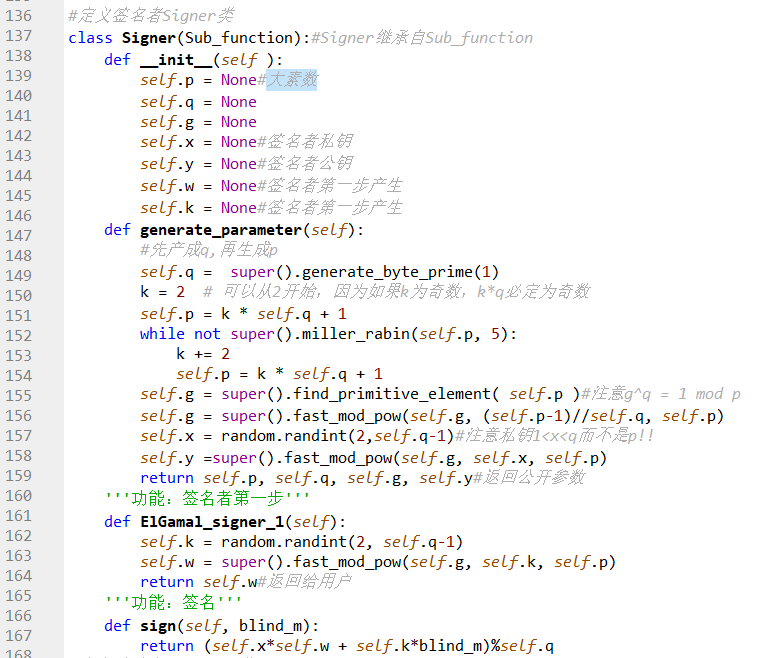 136 #定义签名者Signer类
137 class Signer(Sub_function):#Signer继承自Sub_function
138     def __init__(self ):
139         self.p = None#大素数
140         self.q = None
141         self.g = None
142         self.x = None#签名者私钥
143         self.y = None#签名者公钥
144         self.w = None#签名者第一步产生
145         self.k = None#签名者第一步产生
146     def generate_parameter(self):
147         #先产成q,再生成p
148         self.q =  super().generate_byte_prime(1)
149         k = 2  # 可以从2开始，因为如果k为奇数，k*q必定为奇数
150         self.p = k * self.q + 1
151         while not super().miller_rabin(self.p, 5):
152             k += 2
153             self.p = k * self.q + 1
154         self.g = super().find_primitive_element( self.p )#注意g^q = 1 mod p
155         self.g = super().fast_mod_pow(self.g, (self.p-1)//self.q, self.p)
156         self.x = random.randint(2,self.q-1)#注意私钥1<x<q而不是p!!
157         self.y =super().fast_mod_pow(self.g, self.x, self.p)
158         return self.p, self.q, self.g, self.y#返回公开参数
159     '''功能：签名者第一步'''
160     def ElGamal_signer_1(self):
161         self.k = random.randint(2, self.q-1)
162         self.w = super().fast_mod_pow(self.g, self.k, self.p)
163         return self.w#返回给用户
164     '''功能：签名'''
165     def sign(self, blind_m):
166         return (self.x*self.w + self.k*blind_m)%self.q
167
168